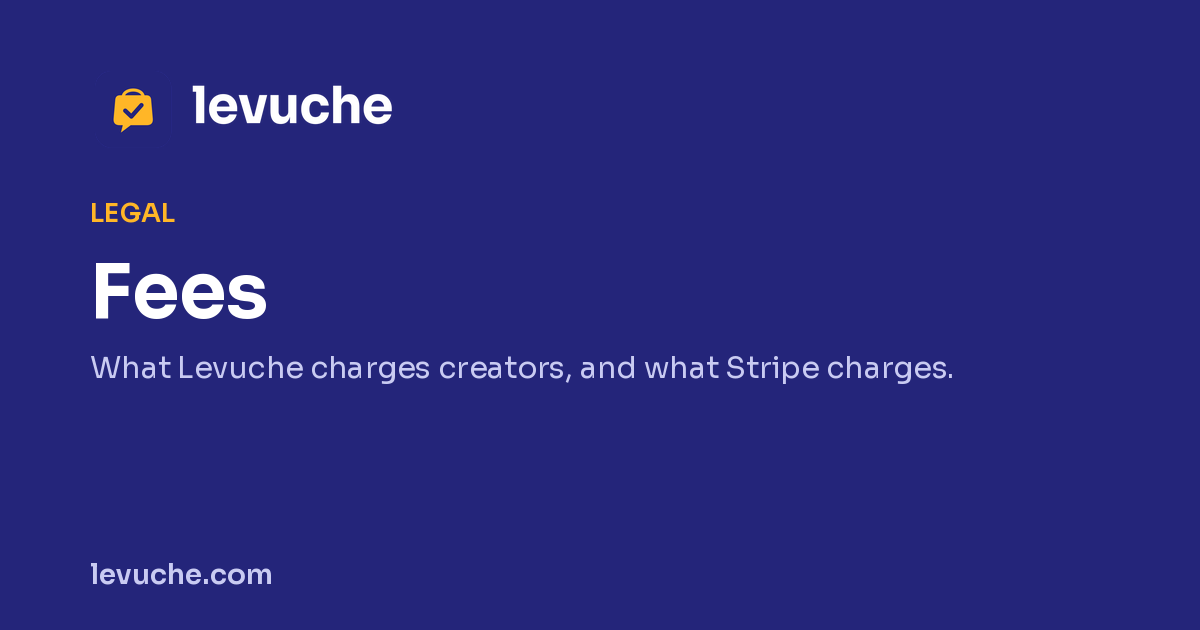 levuche
LEGAL
Fees
What Levuche charges creators, and what Stripe charges.
levuche.com